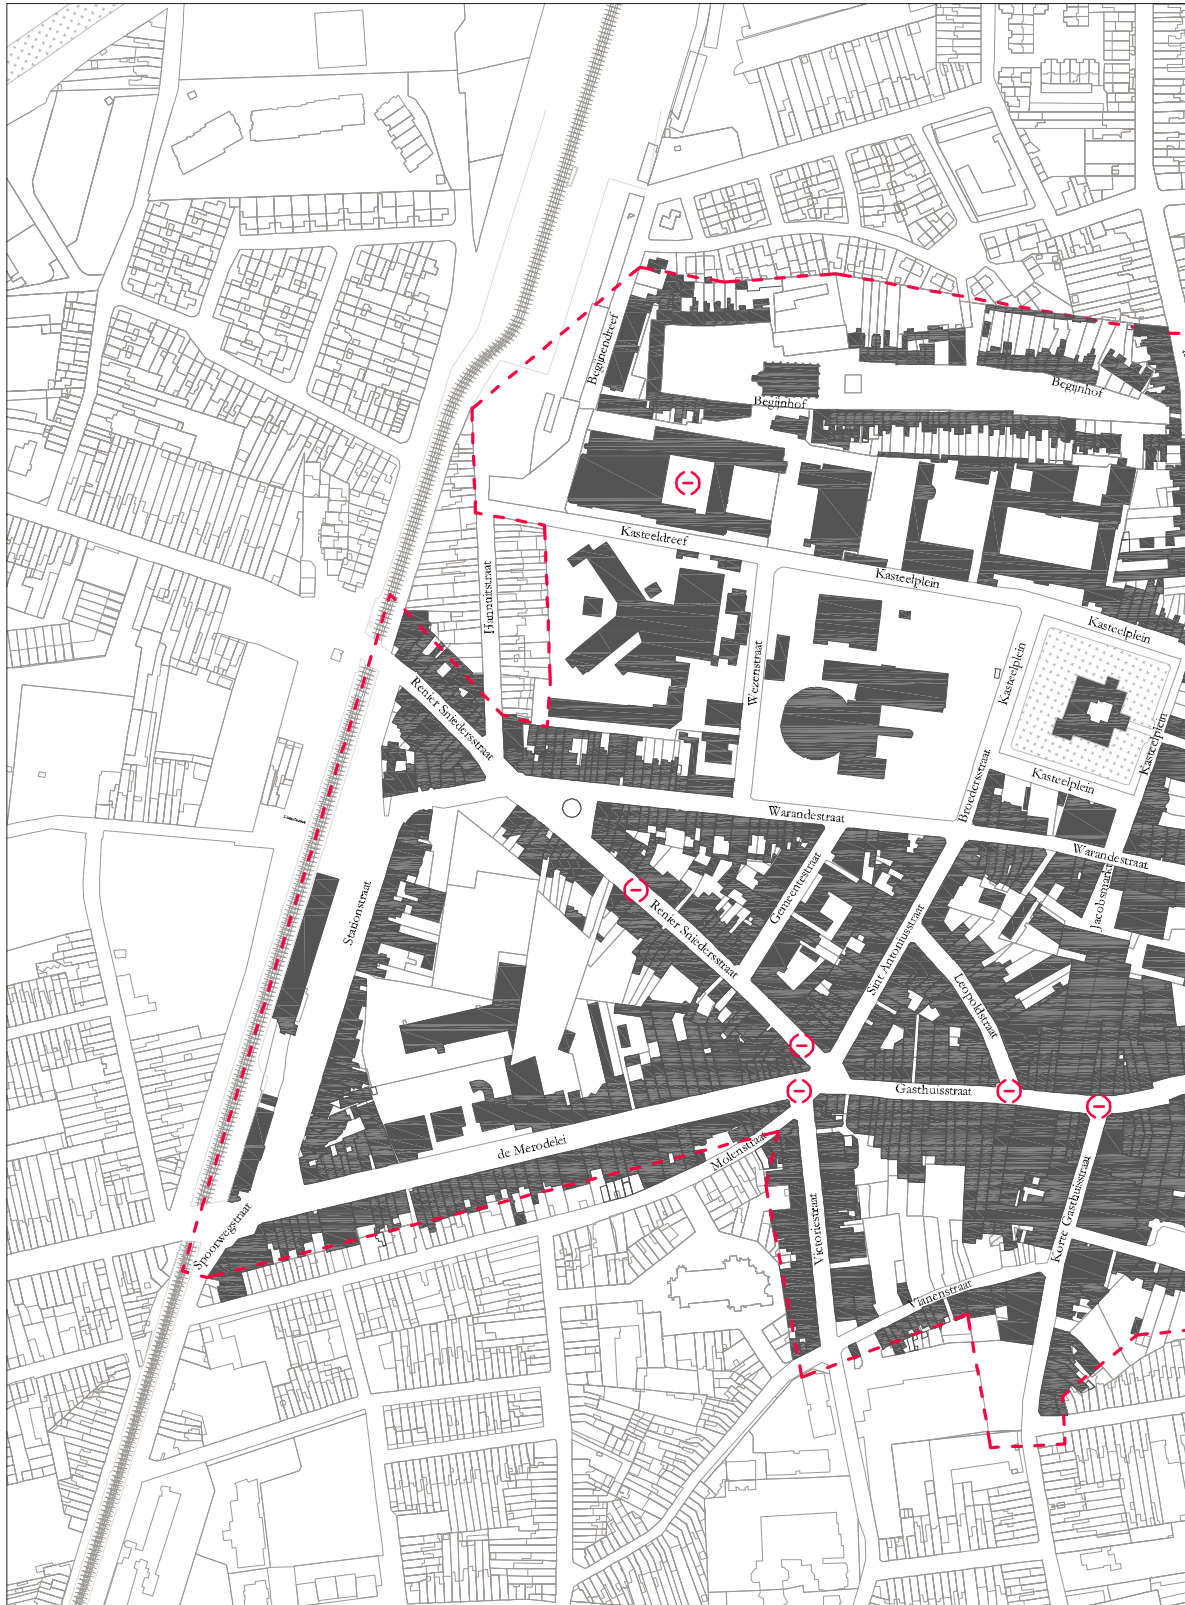 Begijnendreef
Begijnhof
Begijnhof
Kasteeldreef
Kasteelplein
Hannuitstraat
Kasteelplein
Wezenstraat
Kasteelplein
Renier Sniedersstraat
Kasteelplein
Kasteelplein
Broedersstraat
Warandestraat
Warandestraat
Gemeentestraat
Jacobsmarkt
Stationstraat
Renier Sniedersstraat
Sint Antoniusstraat
Leopoldstraat
Gasthuisstraat
de Merodelei
Molenstraat
Victoriestraat
Korte Gasthuisstraat
Spoorwegstraat
Vianenstraat